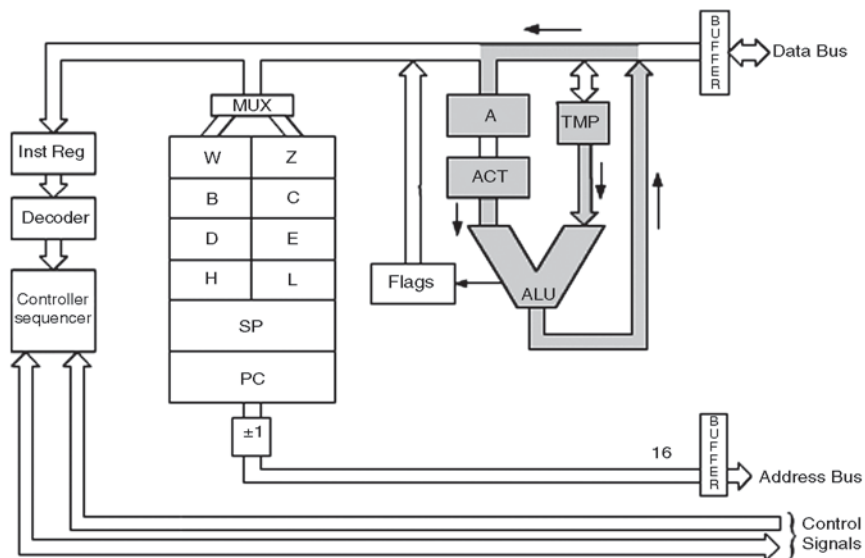 BUFFER
Data Bus
MUX
A
TMP
Inst Reg
W Z
ACT
B C
Decoder
D E
H L
Flags
ALU
Controller
sequencer
SP
PC
±1
16
BUFFER
Address Bus
Control
Signals